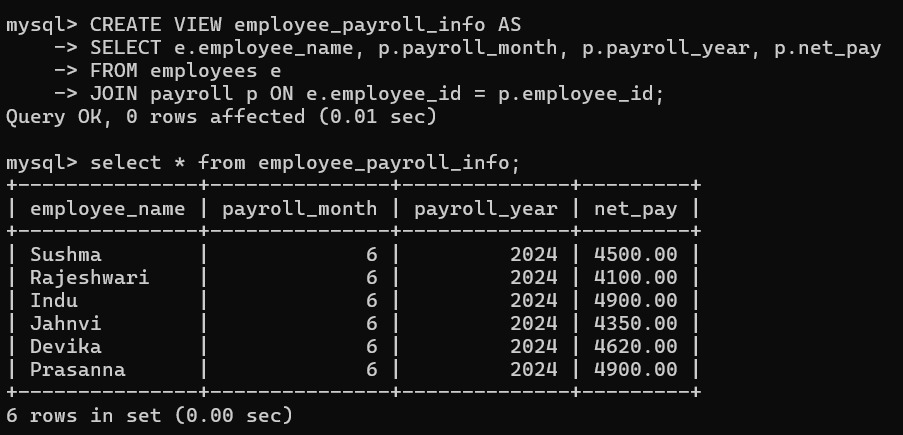 mysql> CREATE VIEW employee_payroll_info AS
    -> SELECT e.employee_name, p.payroll_month, p.payroll_year, p.net_pay
    -> FROM employees e
    -> JOIN payroll p ON e.employee_id = p.employee_id;
Query OK, 0 rows affected (0.01 sec)

mysql> select * from employee_payroll_info;
+---------------+---------------+--------------+---------+
| employee_name | payroll_month | payroll_year | net_pay |
+---------------+---------------+--------------+---------+
| Sushma        |             6 |         2024 | 4500.00 |
| Rajeshwari    |             6 |         2024 | 4100.00 |
| Indu          |             6 |         2024 | 4900.00 |
| Jahnvi        |             6 |         2024 | 4350.00 |
| Devika        |             6 |         2024 | 4620.00 |
| Prasanna      |             6 |         2024 | 4900.00 |
+---------------+---------------+--------------+---------+
6 rows in set (0.00 sec)